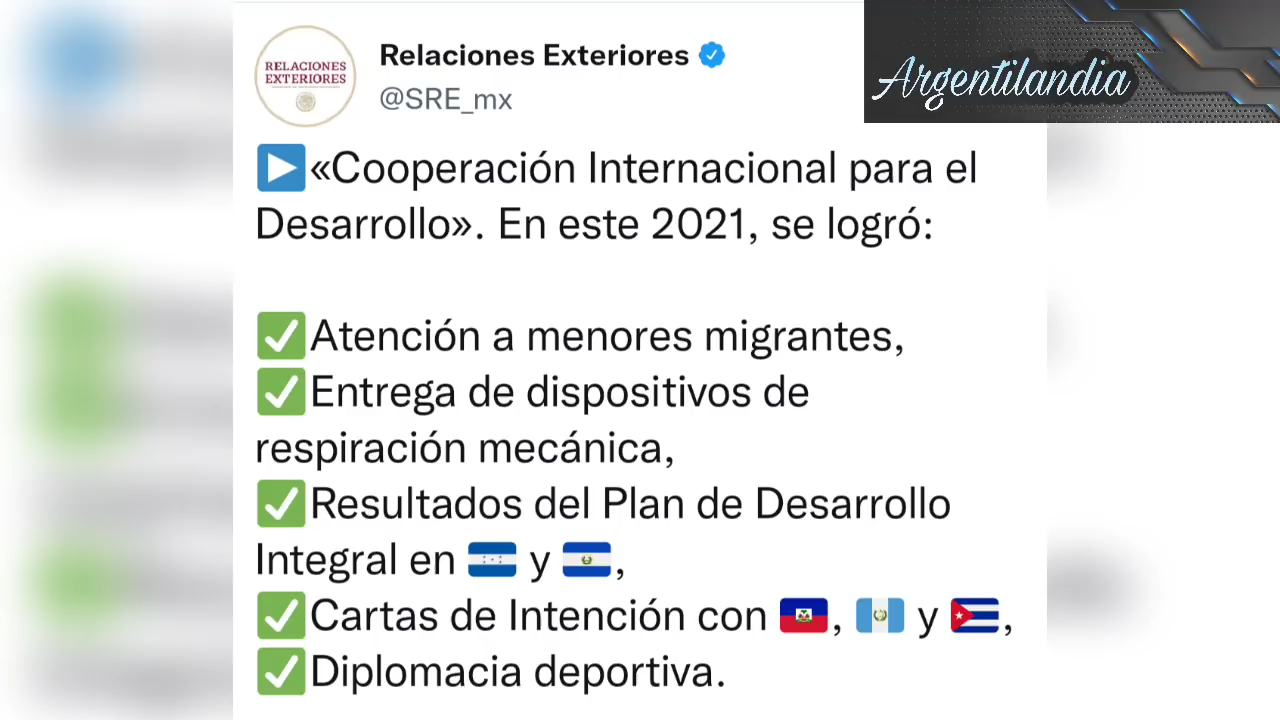 RELACIONES
EXTERIORES
Relaciones Exteriores
@SRE_mx
Argentilandia
«Cooperación Internacional para el
Desarrollo». En este 2021, se logró:
Atención a menores migrantes,
Entrega de dispositivos de
respiración mecánica,
Resultados del Plan de Desarrollo
Integral en 🇭🇳 y 🇸🇻,
Cartas de Intención con 🇭🇹, 🇬🇹 y 🇨🇺,
Diplomacia deportiva.